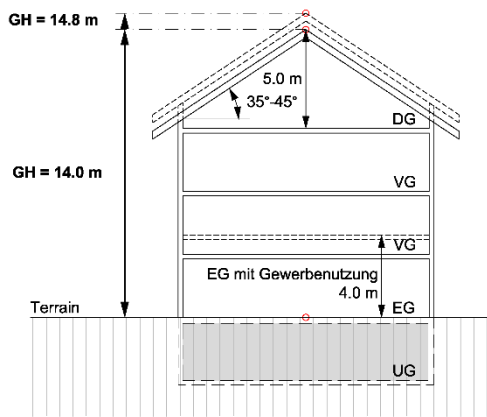 GH = 14.8 m
5.0 m
35°-45°
DG
GH = 14.0 m
VG
VG
EG mit Gewerbenutzung
4.0 m
Terrain
EG
UG